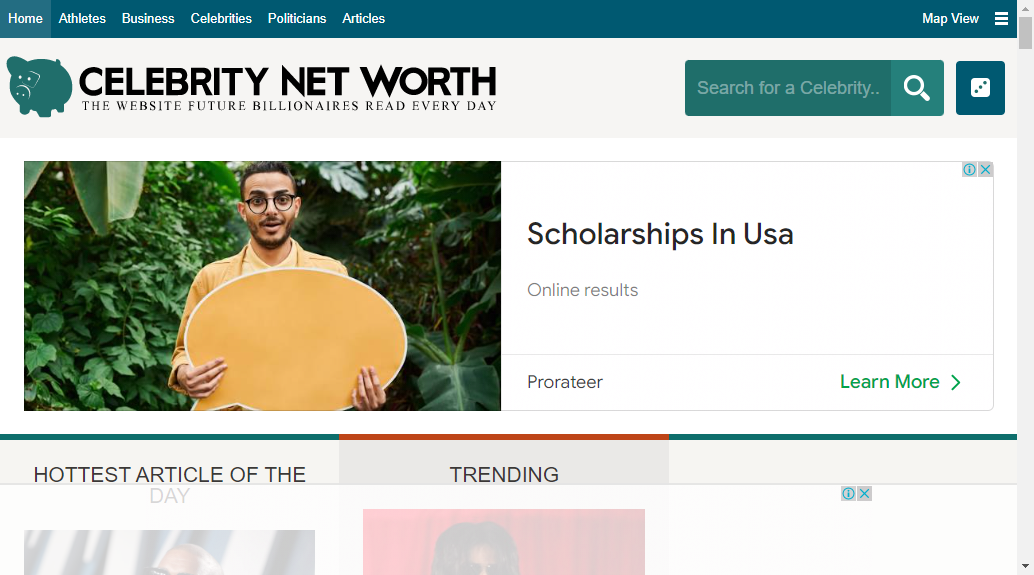 Home Athletes Business Celebrities Politicians Articles Map View
CELEBRITY NET WORTH
THE WEBSITE FUTURE BILLIONAIRES READ EVERY DAY
Search for a Celebrity..
Scholarships In Usa
Online results
Prorateer
Learn More
HOTTEST ARTICLE OF THE
DAY
TRENDING